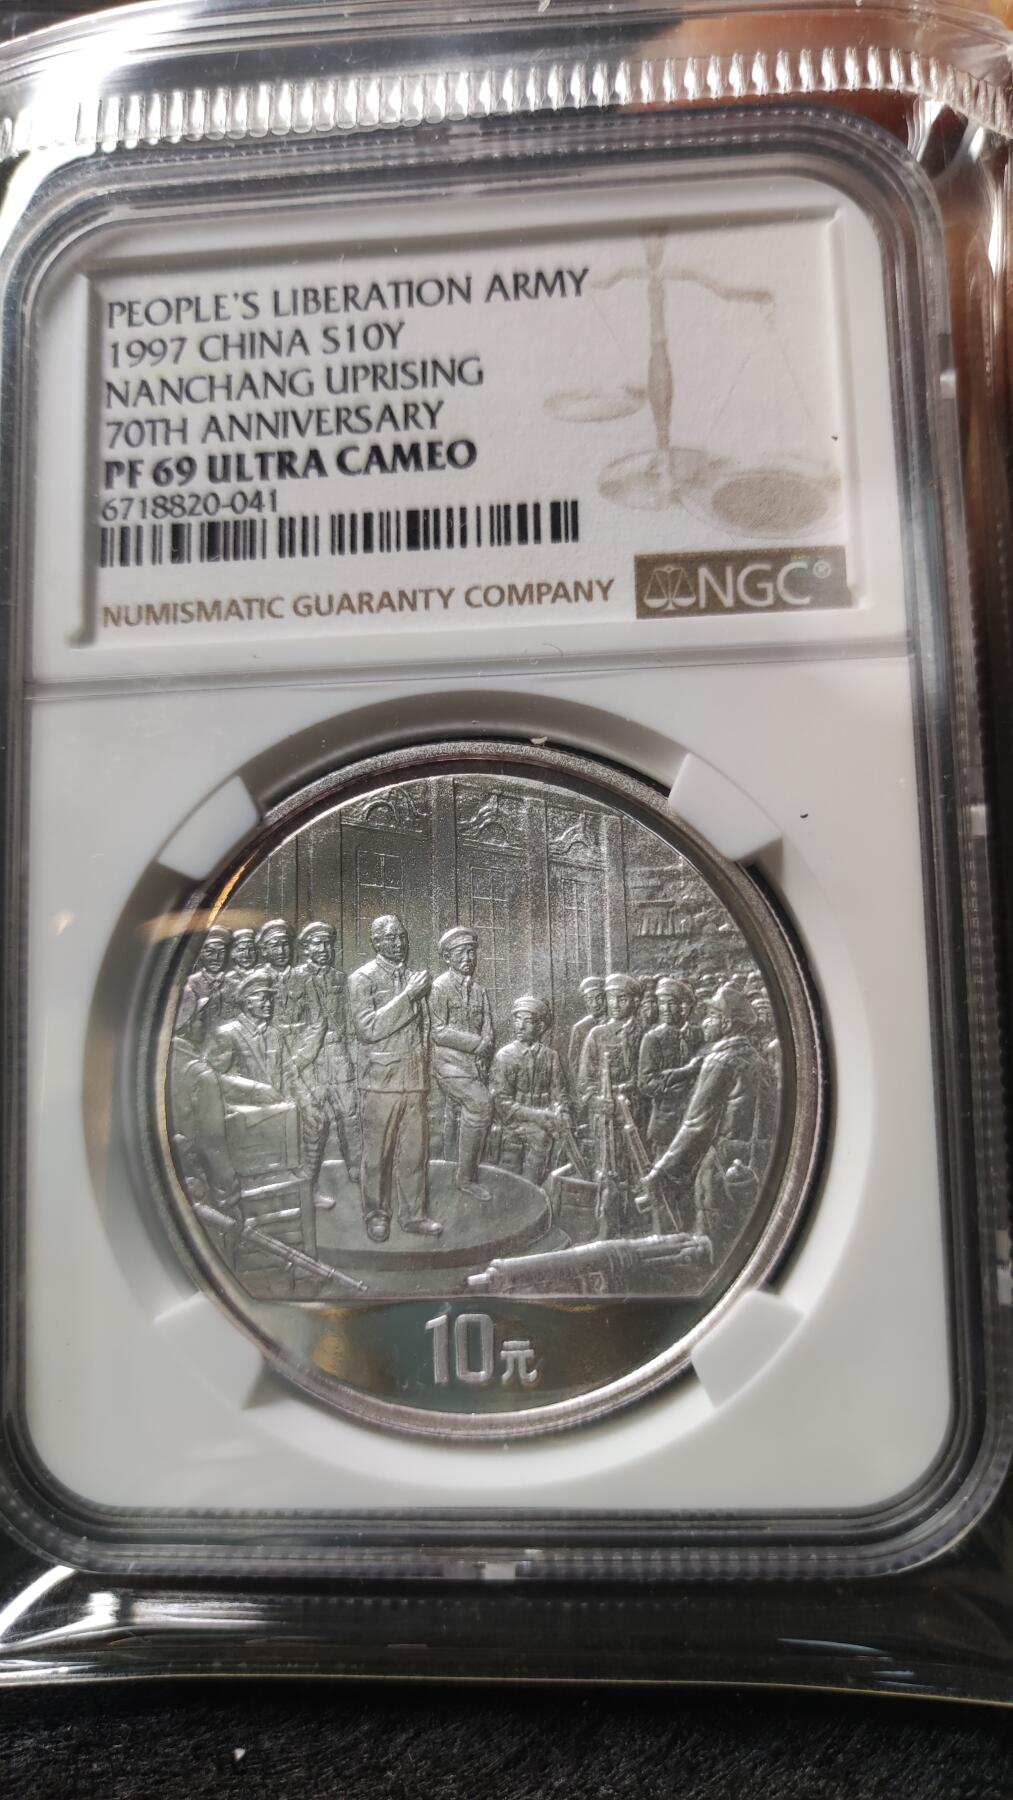 PEOPLE'S LIBERATION ARMY
1997 CHINA S10Y
NANCHANG UPRISING
70TH ANNIVERSARY
PF 69 ULTRA CAMEO
6718820-041
NUMISMATIC GUARANTY COMPANY
NGC®
10元